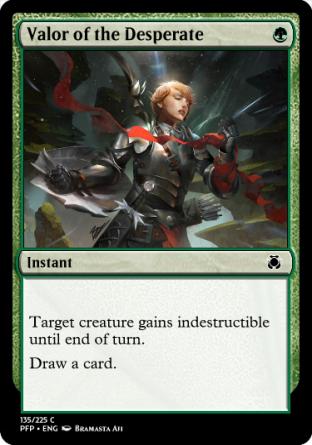 Valor of the Desperate
Instant
Target creature gains indestructible
until end of turn.
Draw a card.
135/225 C
PFP • ENG Bramasta Aji